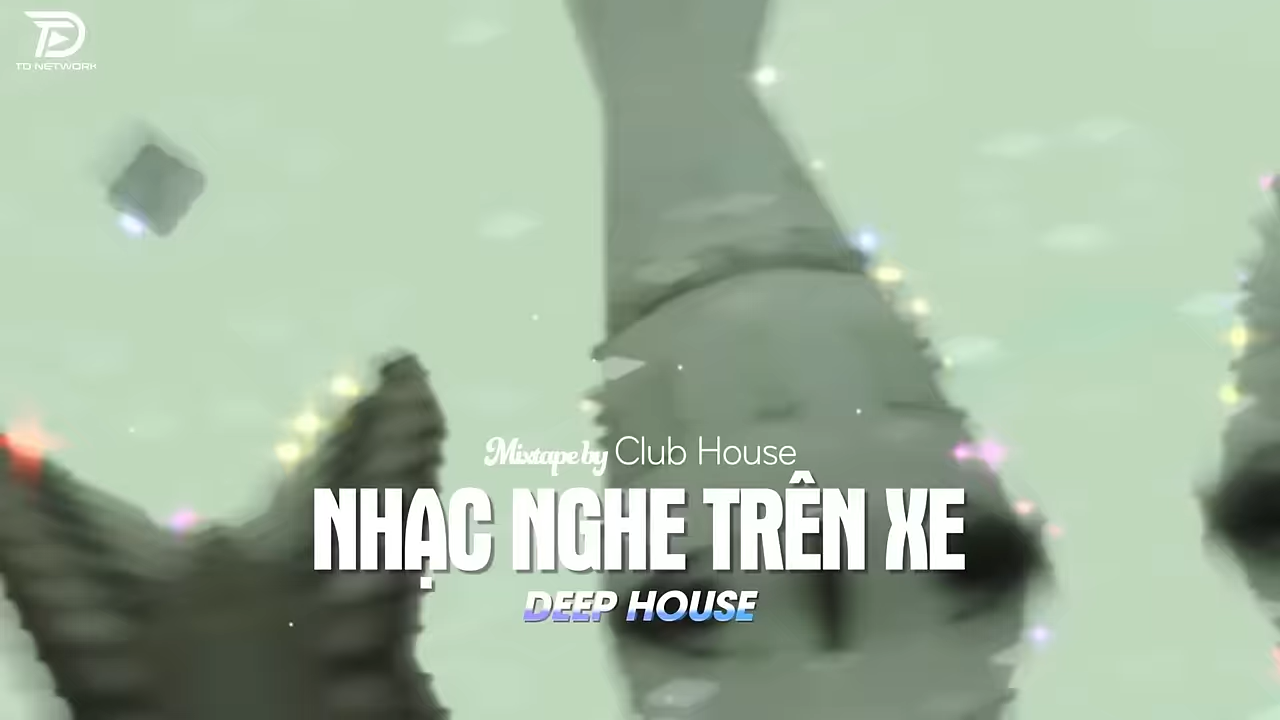 TD NETWORK
Mixtape by Club House
NHẠC NGHE TRÊN XE
DEEP HOUSE